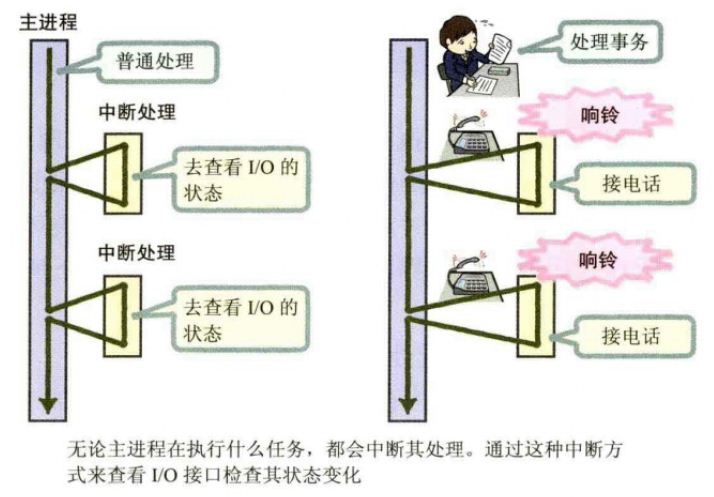 主进程
普通处理
中断处理
去查看 I/O 的
状态
中断处理
去查看 I/O 的
状态
处理事务
响铃
接电话
响铃
接电话
无论主进程在执行什么任务，都会中断其处理。通过这种中断方
式来查看 I/O 接口检查其状态变化